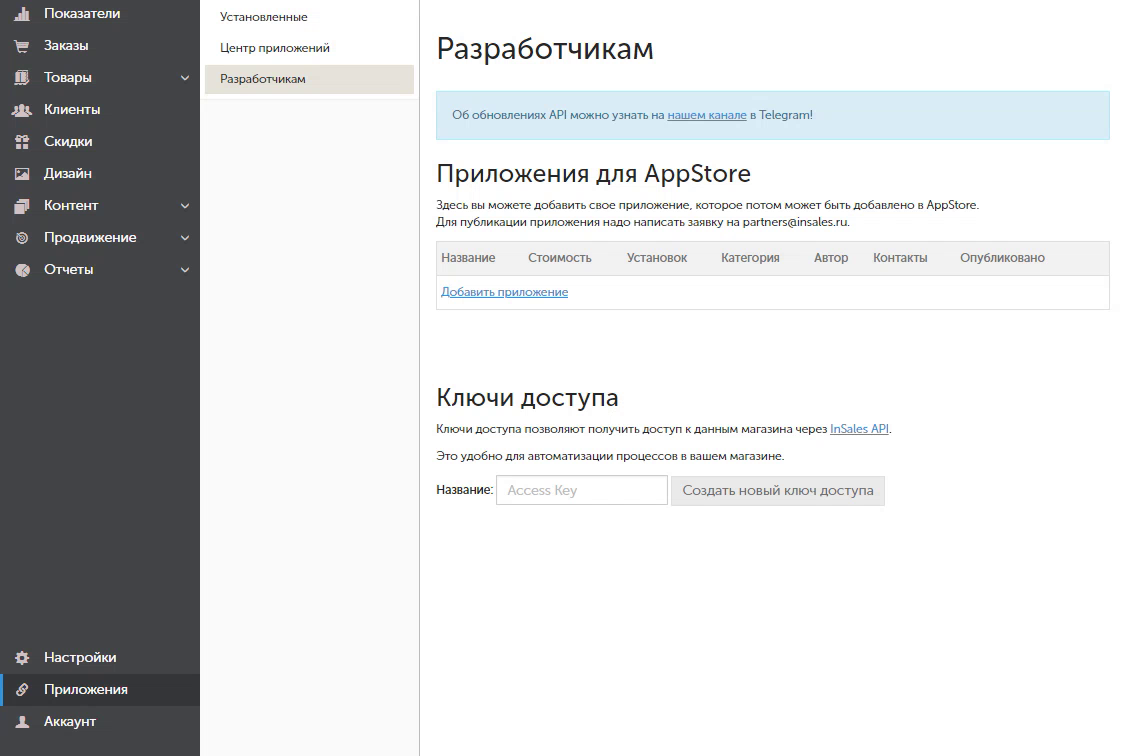 Показатели
Заказы
Товары
Клиенты
Скидки
Дизайн
Контент
Продвижение
Отчеты
Настройки
Приложения
Аккаунт
Установленные
Центр приложений
Разработчикам
Разработчикам
Об обновлениях API можно узнать на нашем канале в Telegram!
Приложения для AppStore
Здесь вы можете добавить свое приложение, которое потом может быть добавлено в AppStore.
Для публикации приложения надо написать заявку на partners@insales.ru.
Название Стоимость Установок Категория Автор Контакты Опубликовано
Добавить приложение
Ключи доступа
Ключи доступа позволяют получить доступ к данным магазина через InSales API.
Это удобно для автоматизации процессов в вашем магазине.
Название: Access Key Создать новый ключ доступа